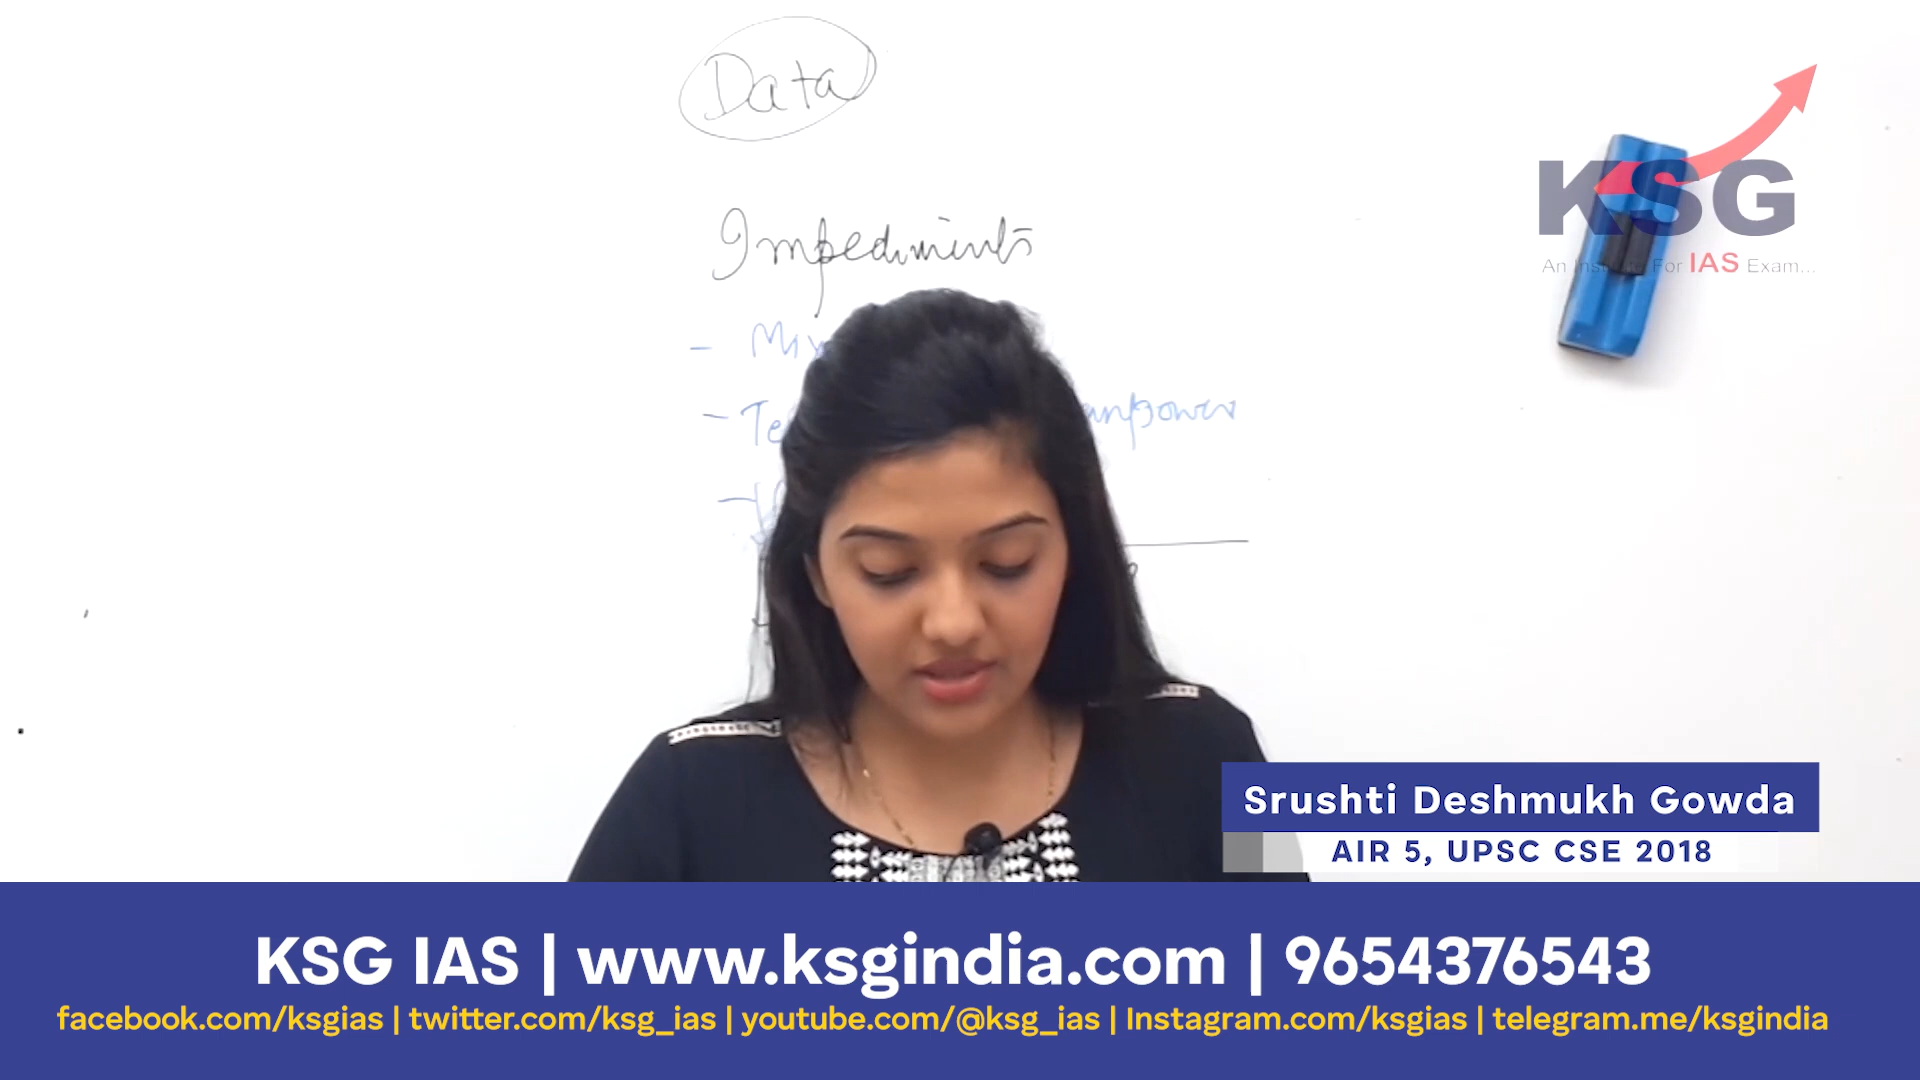 Data
Impediments
KSG
An Institute For IAS Exam...
-
-
-
Srushti Deshmukh Gowda
AIR 5, UPSC CSE 2018
KSG IAS | www.ksgindia.com | 9654376543
facebook.com/ksgias | twitter.com/ksg_ias | youtube.com/@ksg_ias | Instagram.com/ksgias | telegram.me/ksgindia